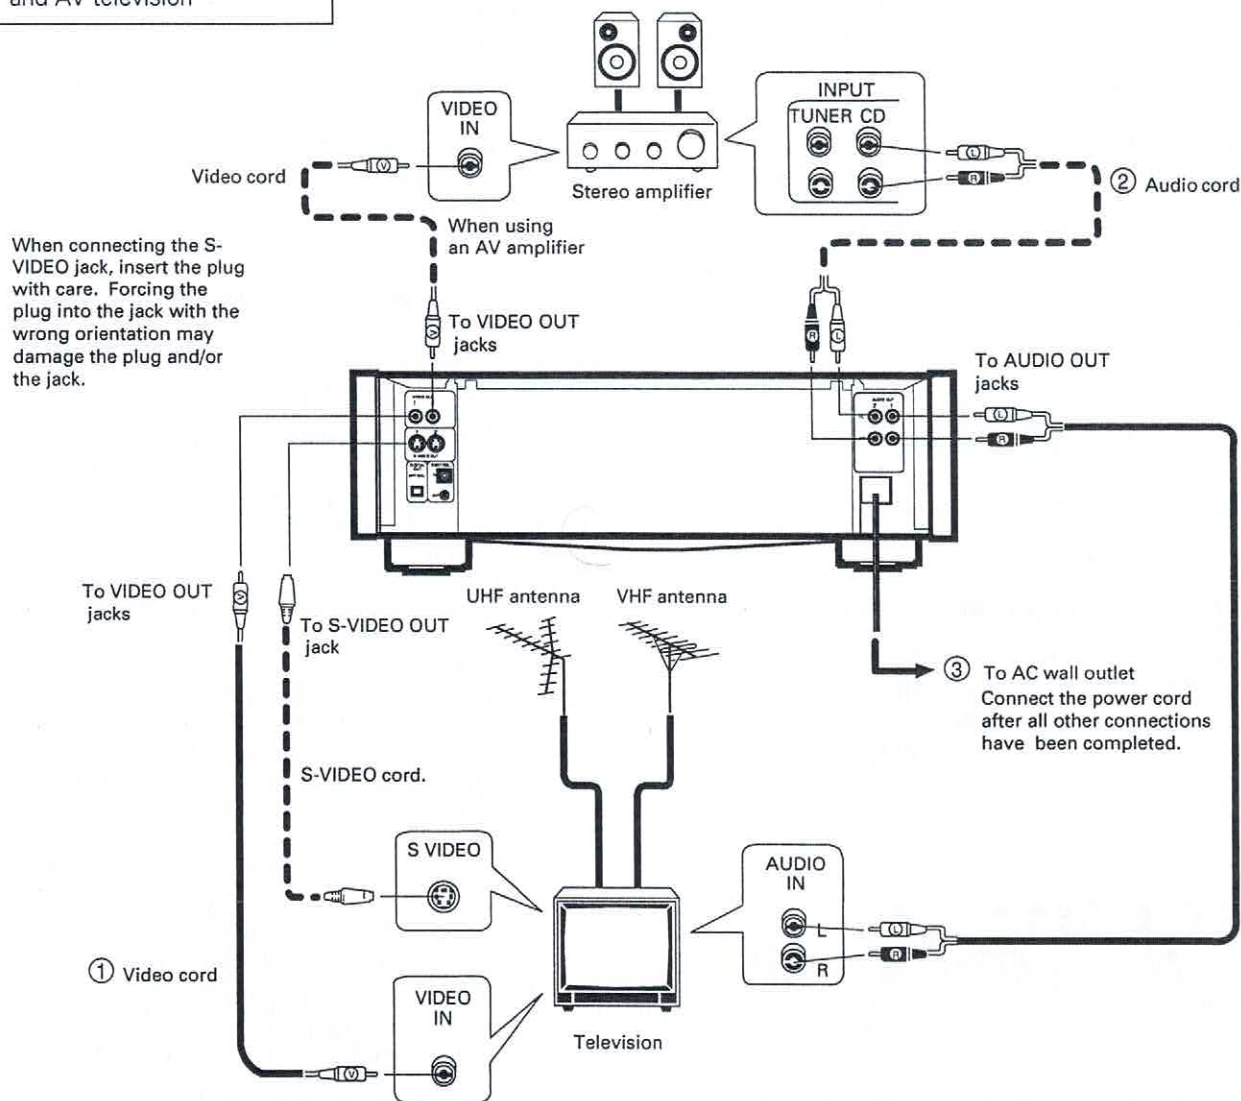 and AV television
VIDEO
IN
INPUT
TUNER CD
L
R
Video cord
V
Stereo amplifier
② Audio cord
When using
an AV amplifier
When connecting the S-
VIDEO jack, insert the plug
with care. Forcing the
plug into the jack with the
wrong orientation may
damage the plug and/or
the jack.
V
To VIDEO OUT
jacks
R
L
To AUDIO OUT
jacks
L
R
AUDIO OUT
2 1
To VIDEO OUT
jacks
V
To S-VIDEO OUT
jack
UHF antenna
VHF antenna
③ To AC wall outlet
Connect the power cord
after all other connections
have been completed.
S-VIDEO cord.
S VIDEO
AUDIO
IN
L
R
L
R
① Video cord
VIDEO
IN
V
Television